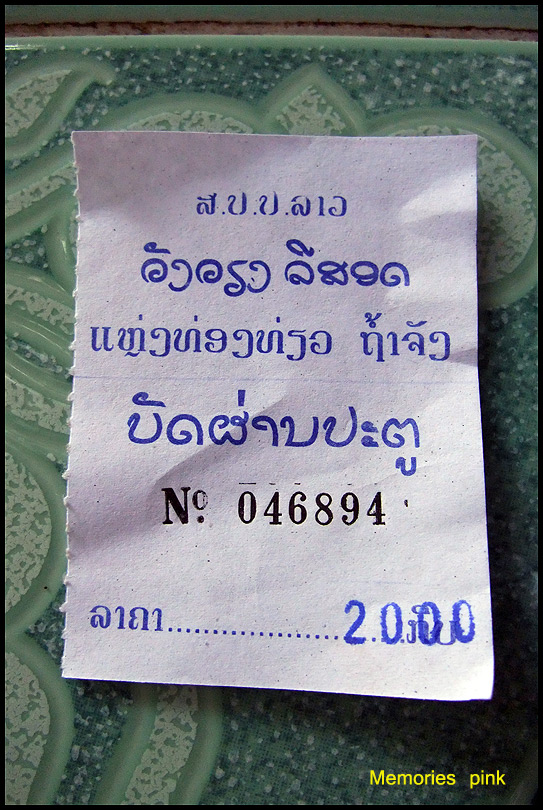 ສ.ປ.ປ.ລາວ
ວັງວຽງ ລີສອດ
ແຫຼ່ງທ່ອງທ່ຽວ ຖ້ຳຈັງ
ບັດຜ່ານປະຕູ
Nº 046894
ລາຄາ....................2000
Memories pink